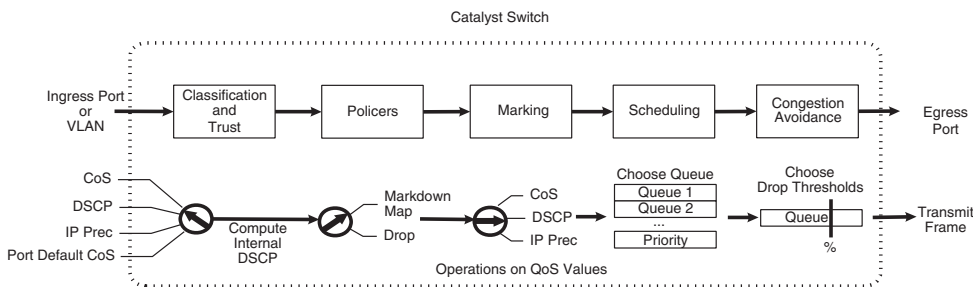 Catalyst Switch
Ingress Port
or
VLAN
Classification
and
Trust
Policers
Marking
Scheduling
Congestion
Avoidance
Egress
Port
CoS
DSCP
IP Prec
Port Default CoS
Compute
Internal
DSCP
Markdown
Map
Drop
CoS
DSCP
IP Prec
Choose Queue
Queue 1
Queue 2
...
Priority
Choose
Drop Thresholds
Queue
%
Transmit
Frame
Operations on QoS Values